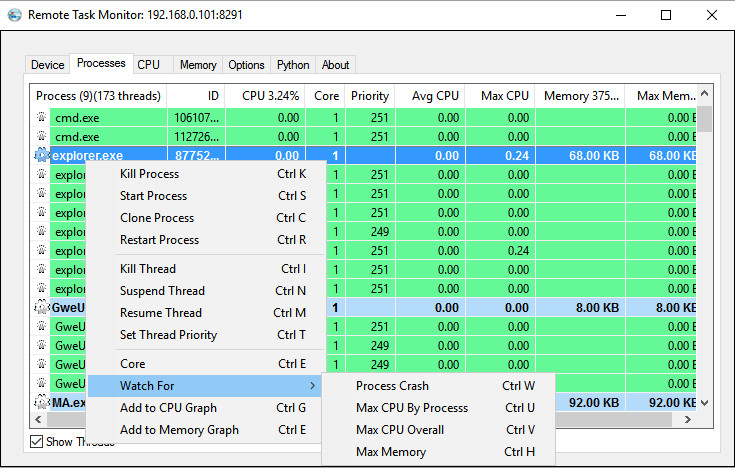 Remote Task Monitor: 192.168.0.101:8291
Device Processes CPU Memory Options Python About
Process (9)(173 threads) ID CPU 3.24% Core Priority Avg CPU Max CPU Memory 375... Max Mem...
cmd.exe 106107... 0.00 1 251 0.00 0.00 0.00
cmd.exe 112726... 0.00 1 251 0.00 0.00 0.00
explorer.exe 87752... 0.00 1 0.00 0.24 68.00 KB 68.00 KB
explor 1 251 0.00 0.00 0.00
explor 1 251 0.00 0.00 0.00
explor 1 251 0.00 0.00 0.00
explor 1 249 0.00 0.00 0.00
explor 1 251 0.00 0.24 0.00
explor 1 251 0.00 0.00 0.00
explor 1 251 0.00 0.00 0.00
GweU 1 0.00 0.00 8.00 KB 8.00 KB
GweU 1 251 0.00 0.00 0.00
GweU 1 249 0.00 0.00 0.00
GweU 1 249 0.00 0.00 0.00
GweU 0.00
MA.ex 92.00 KB 92.00 KB
Show Threads
Kill Process Ctrl K
Start Process Ctrl S
Clone Process Ctrl C
Restart Process Ctrl R
Kill Thread Ctrl I
Suspend Thread Ctrl N
Resume Thread Ctrl M
Set Thread Priority Ctrl T
Core Ctrl E
Watch For
Add to CPU Graph Ctrl G
Add to Memory Graph Ctrl E
Process Crash Ctrl W
Max CPU By Processs Ctrl U
Max CPU Overall Ctrl V
Max Memory Ctrl H